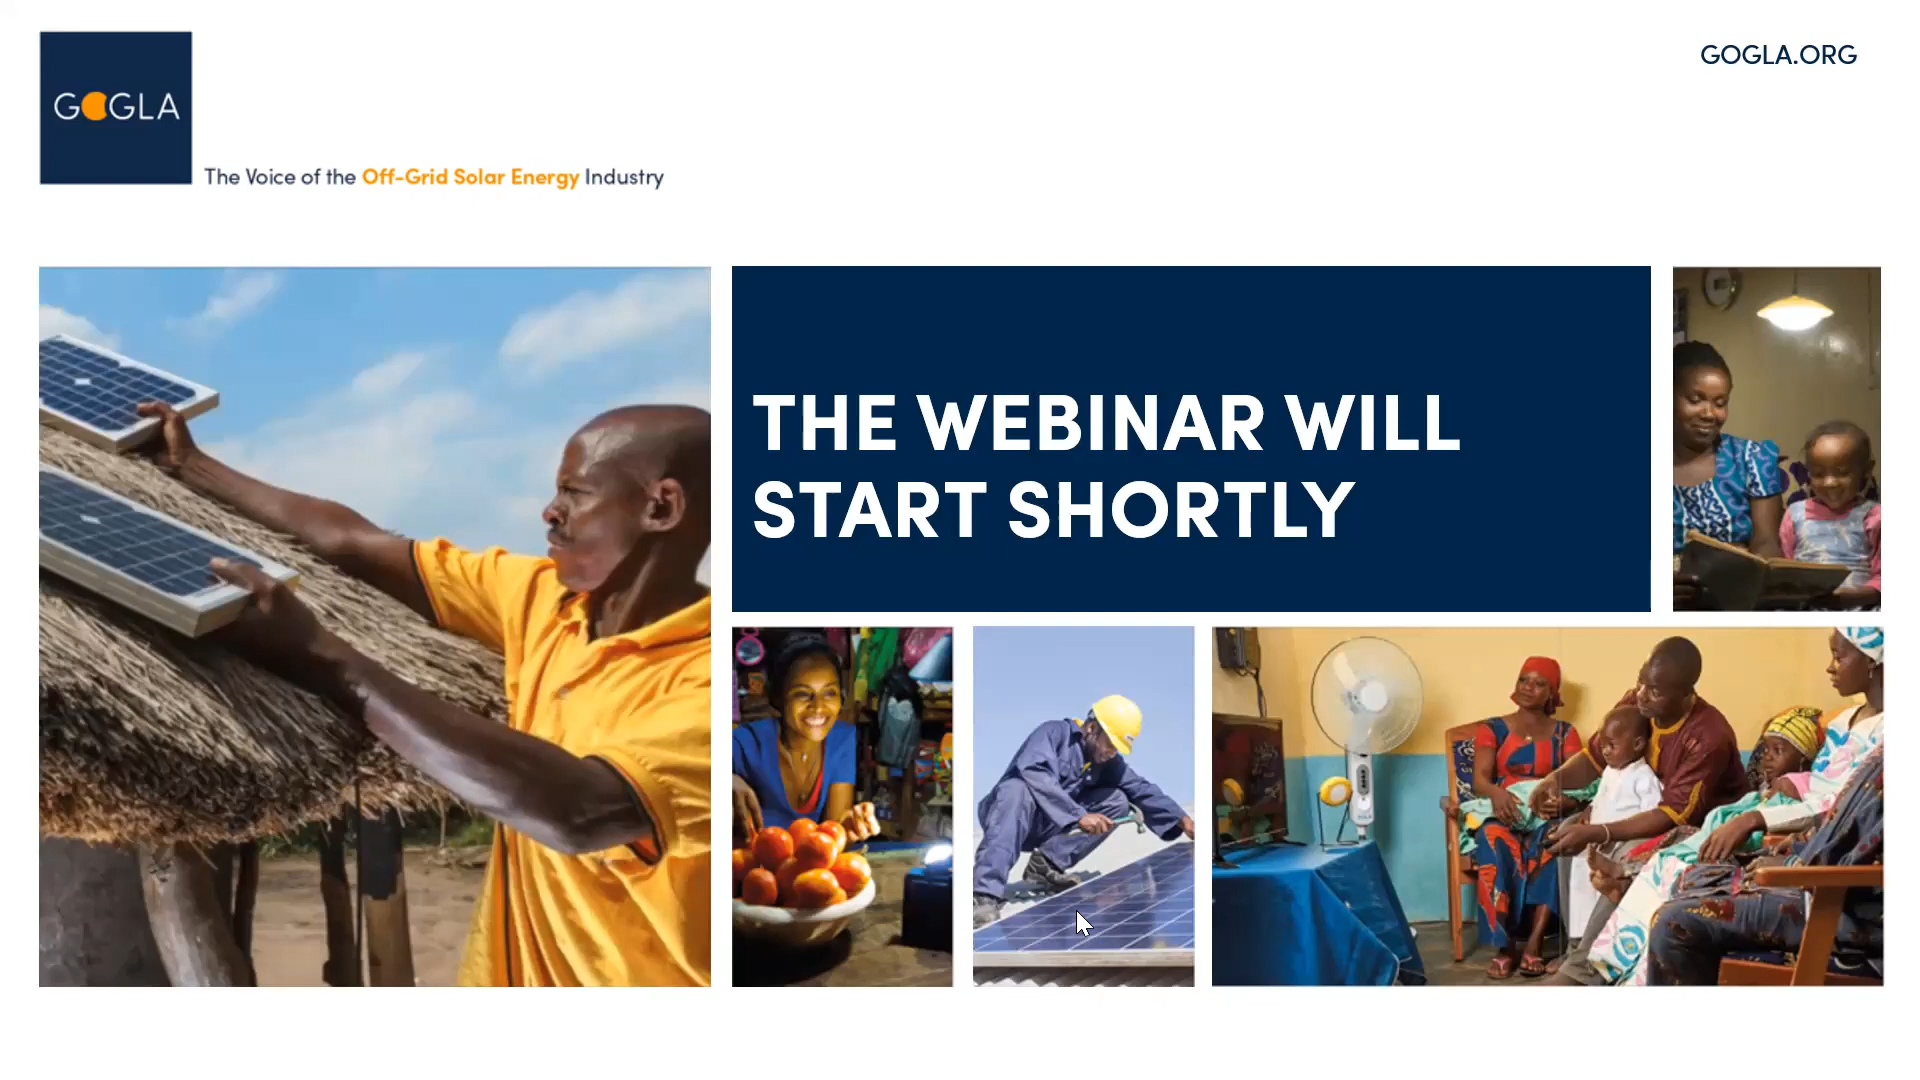 GOGLA
GOGLA.ORG
The Voice of the Off-Grid Solar Energy Industry
THE WEBINAR WILL
START SHORTLY